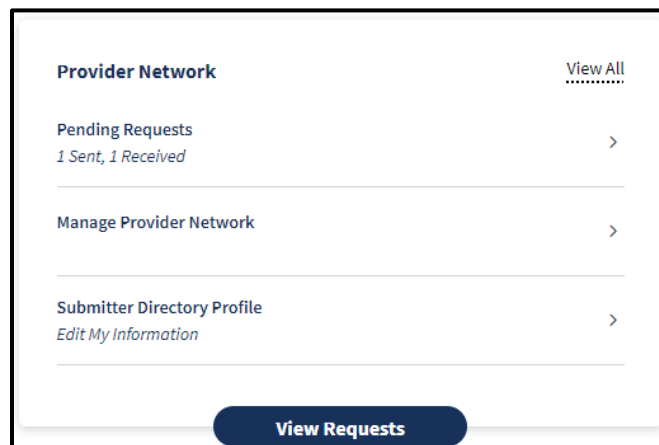 Provider Network
View All
Pending Requests
1 Sent, 1 Received
Manage Provider Network
Submitter Directory Profile
Edit My Information
View Requests